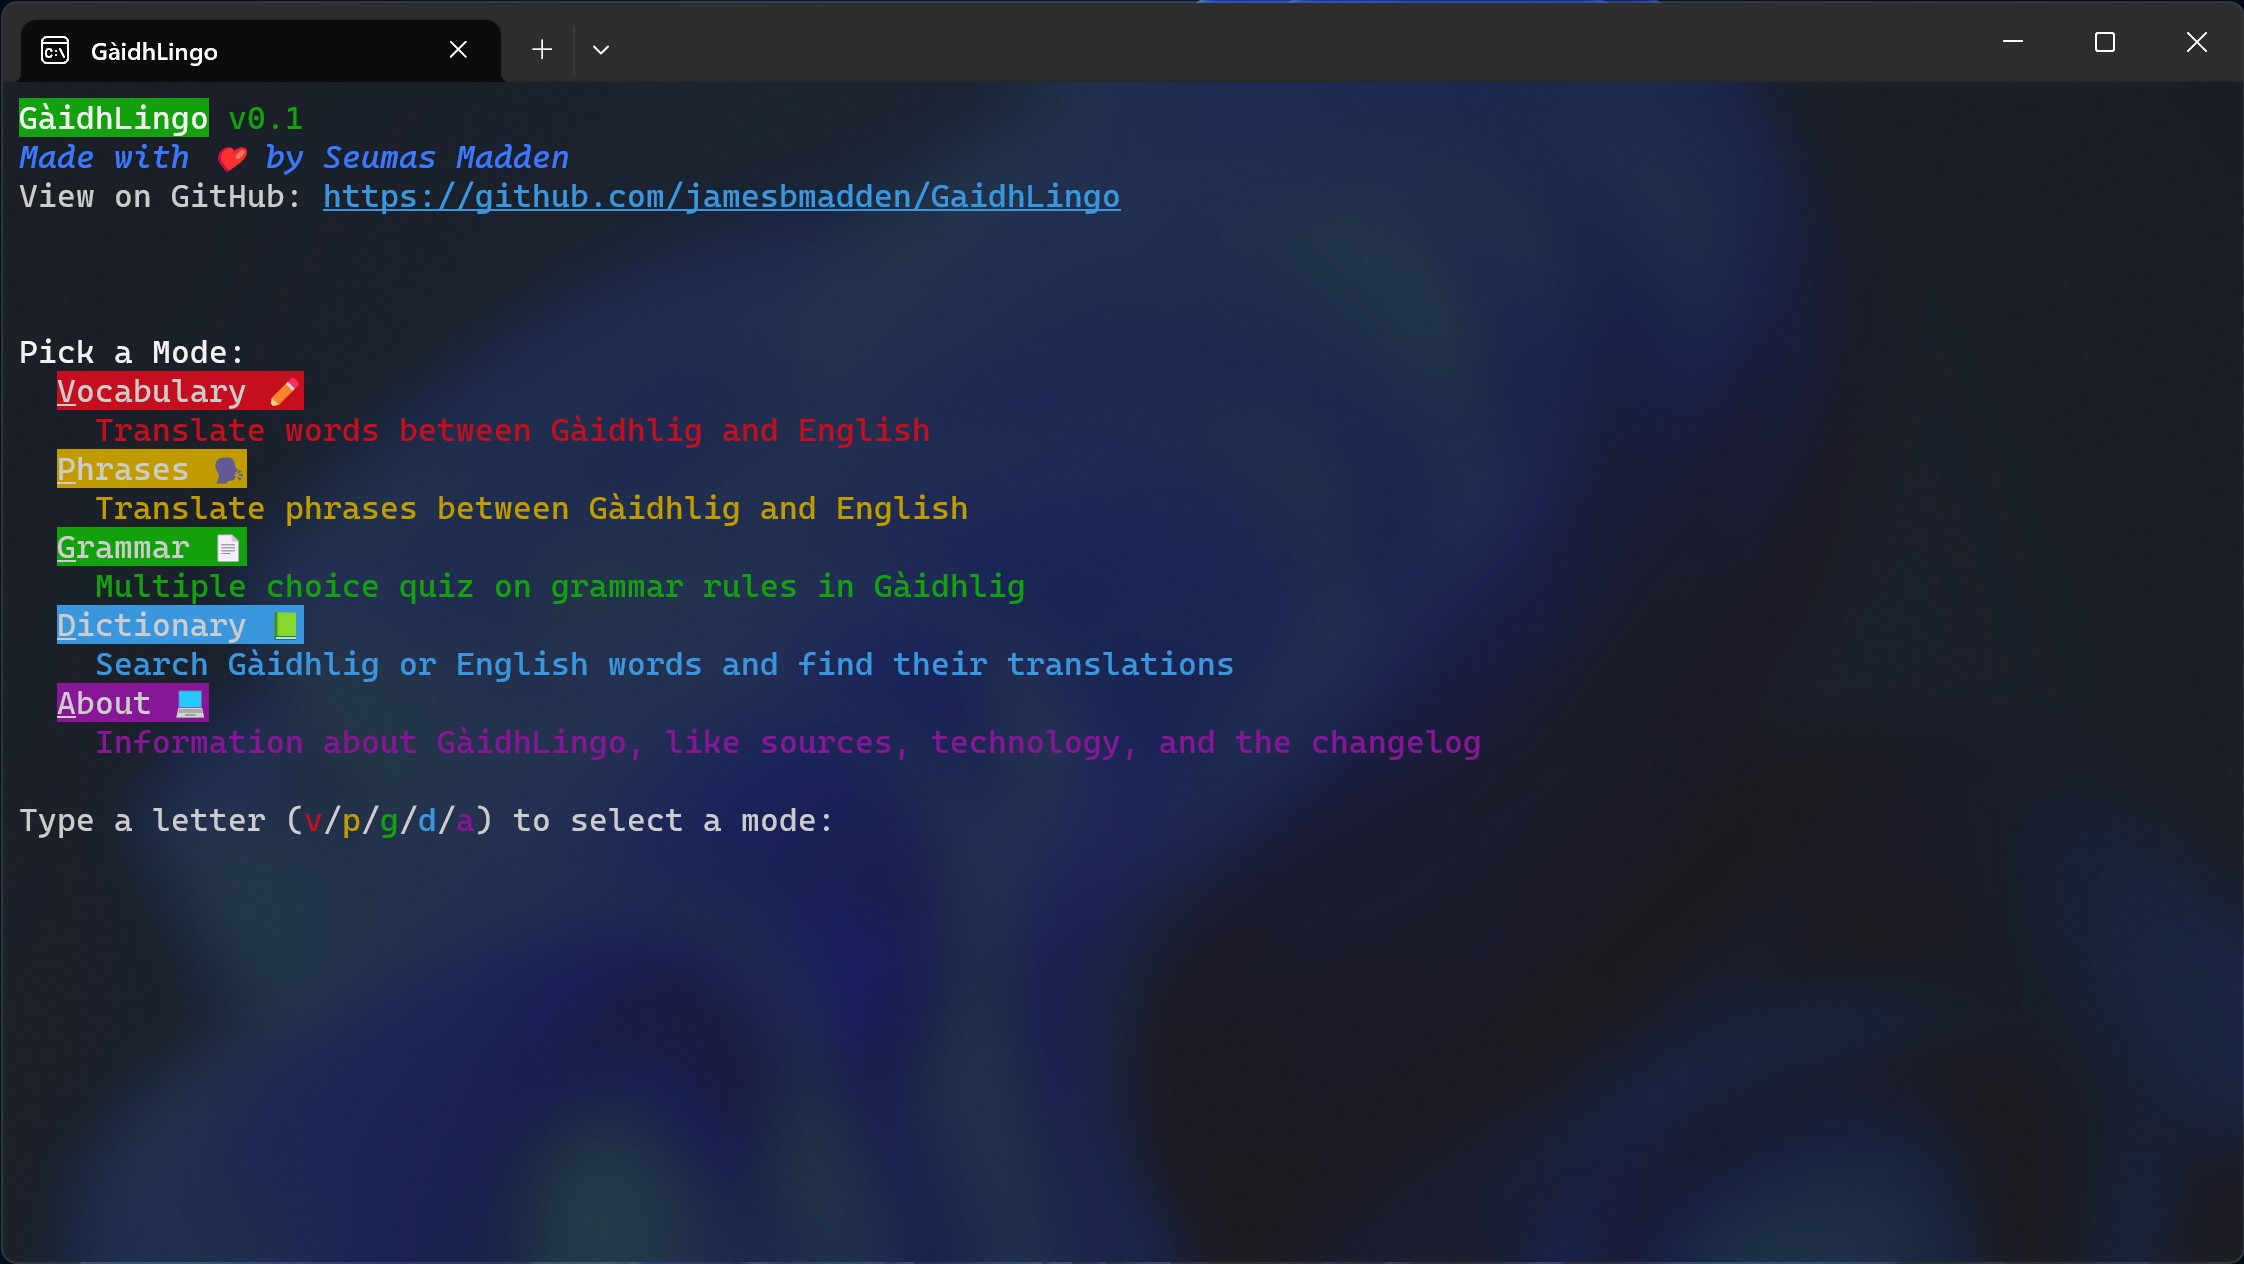 GàidhLingo
GàidhLingo v0.1
Made with ❤️ by Seumas Madden
View on GitHub: https://github.com/jamesbmadden/GaidhLingo
Pick a Mode:
Vocabulary ✏️
Translate words between Gàidhlig and English
Phrases 🗣️
Translate phrases between Gàidhlig and English
Grammar 📄
Multiple choice quiz on grammar rules in Gàidhlig
Dictionary 📗
Search Gàidhlig or English words and find their translations
About 💻
Information about GàidhLingo, like sources, technology, and the changelog
Type a letter (v/p/g/d/a) to select a mode: